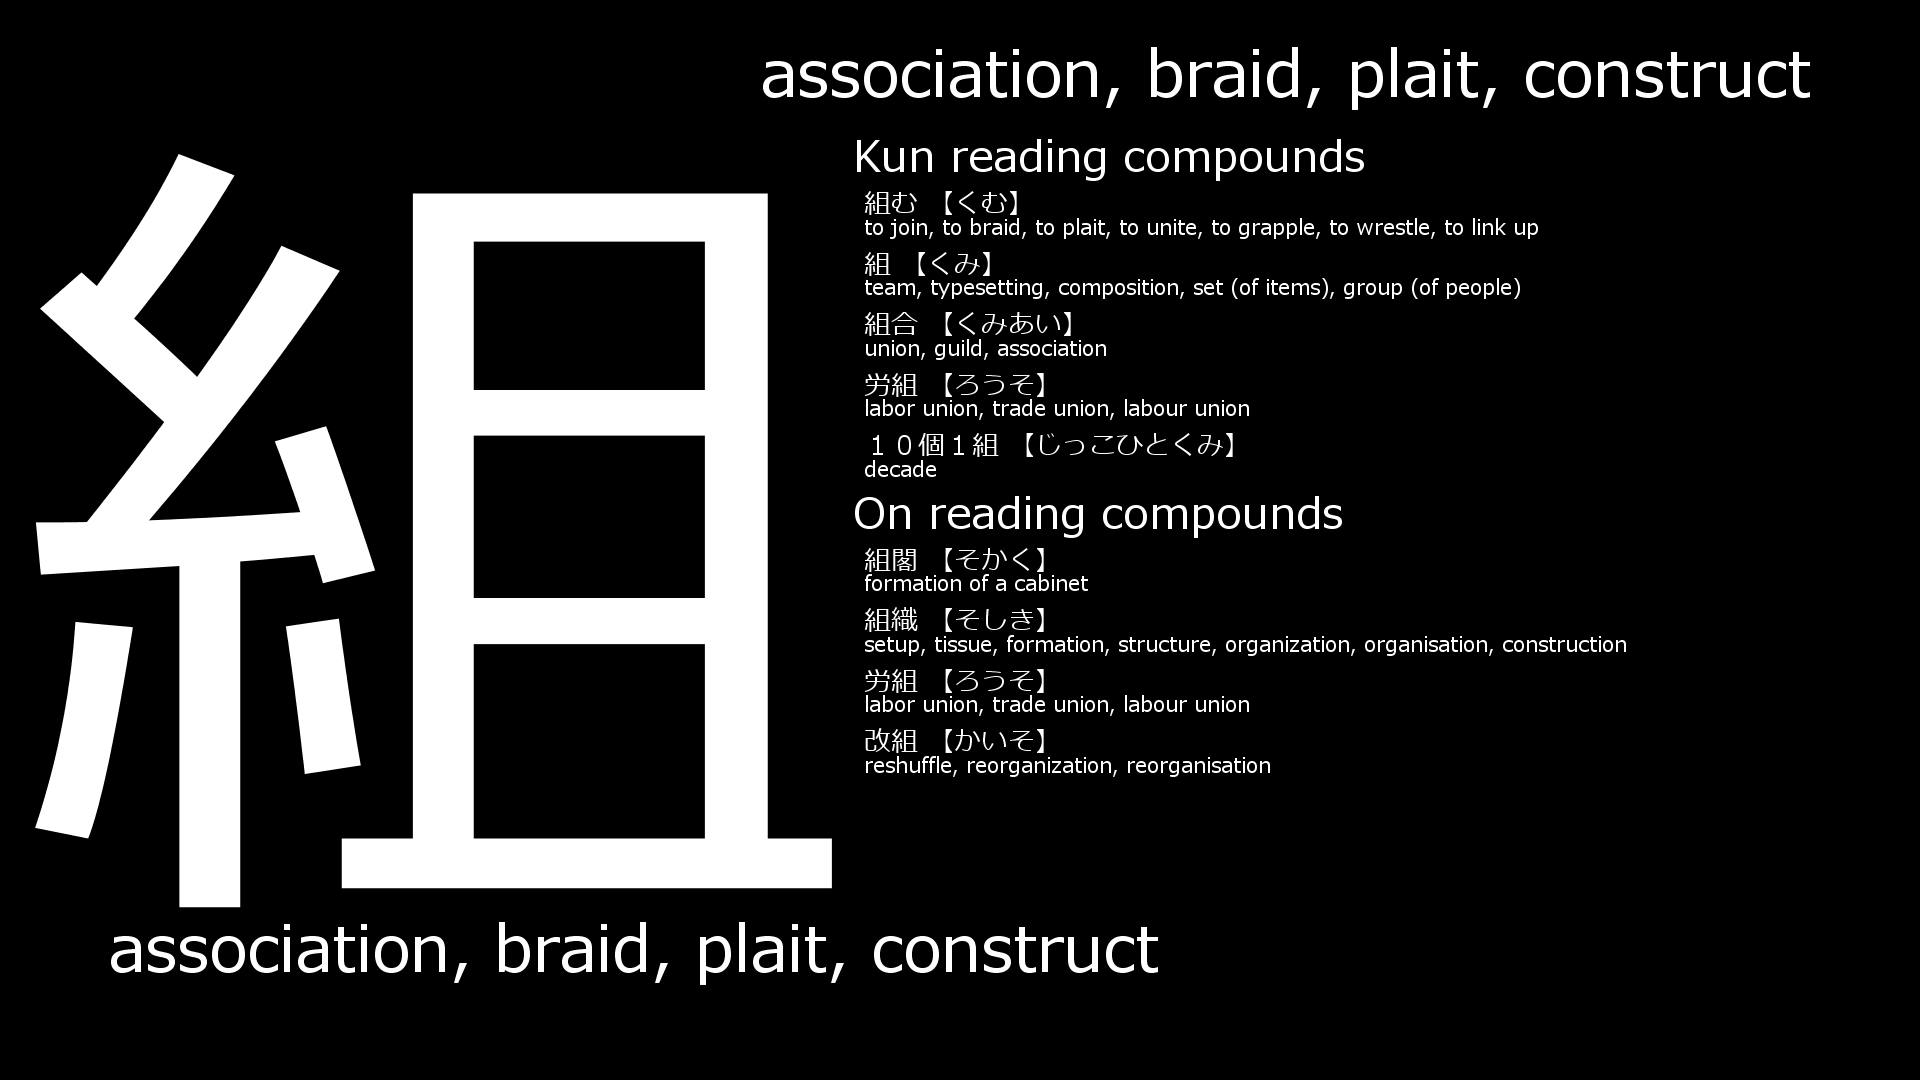 association, braid, plait, construct
組
Kun reading compounds
組む 【くむ】
to join, to braid, to plait, to unite, to grapple, to wrestle, to link up
組 【くみ】
team, typesetting, composition, set (of items), group (of people)
組合 【くみあい】
union, guild, association
労組 【ろうそ】
labor union, trade union, labour union
１０個１組 【じっこひとくみ】
decade
On reading compounds
組閣 【そかく】
formation of a cabinet
組織 【そしき】
setup, tissue, formation, structure, organization, organisation, construction
労組 【ろうそ】
labor union, trade union, labour union
改組 【かいそ】
reshuffle, reorganization, reorganisation
association, braid, plait, construct